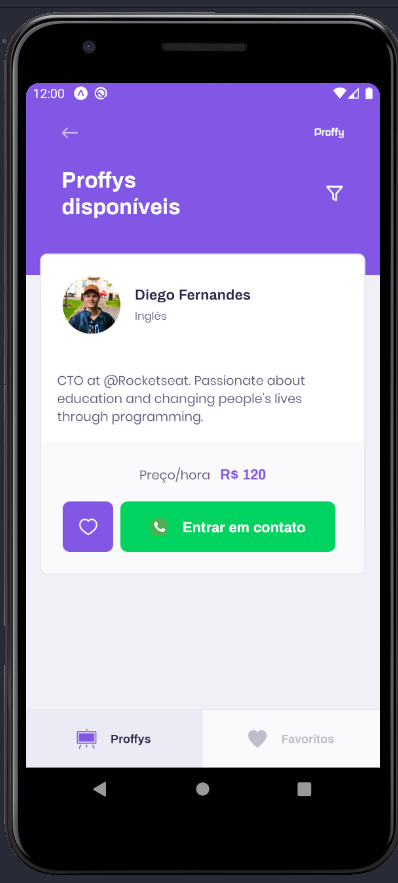 12:00
Proffy
Proffys
disponíveis
Diego Fernandes
Inglês
CTO at @Rocketseat. Passionate about
education and changing people's lives
through programming.
Preço/hora R$ 120
Entrar em contato
Proffys Favoritos